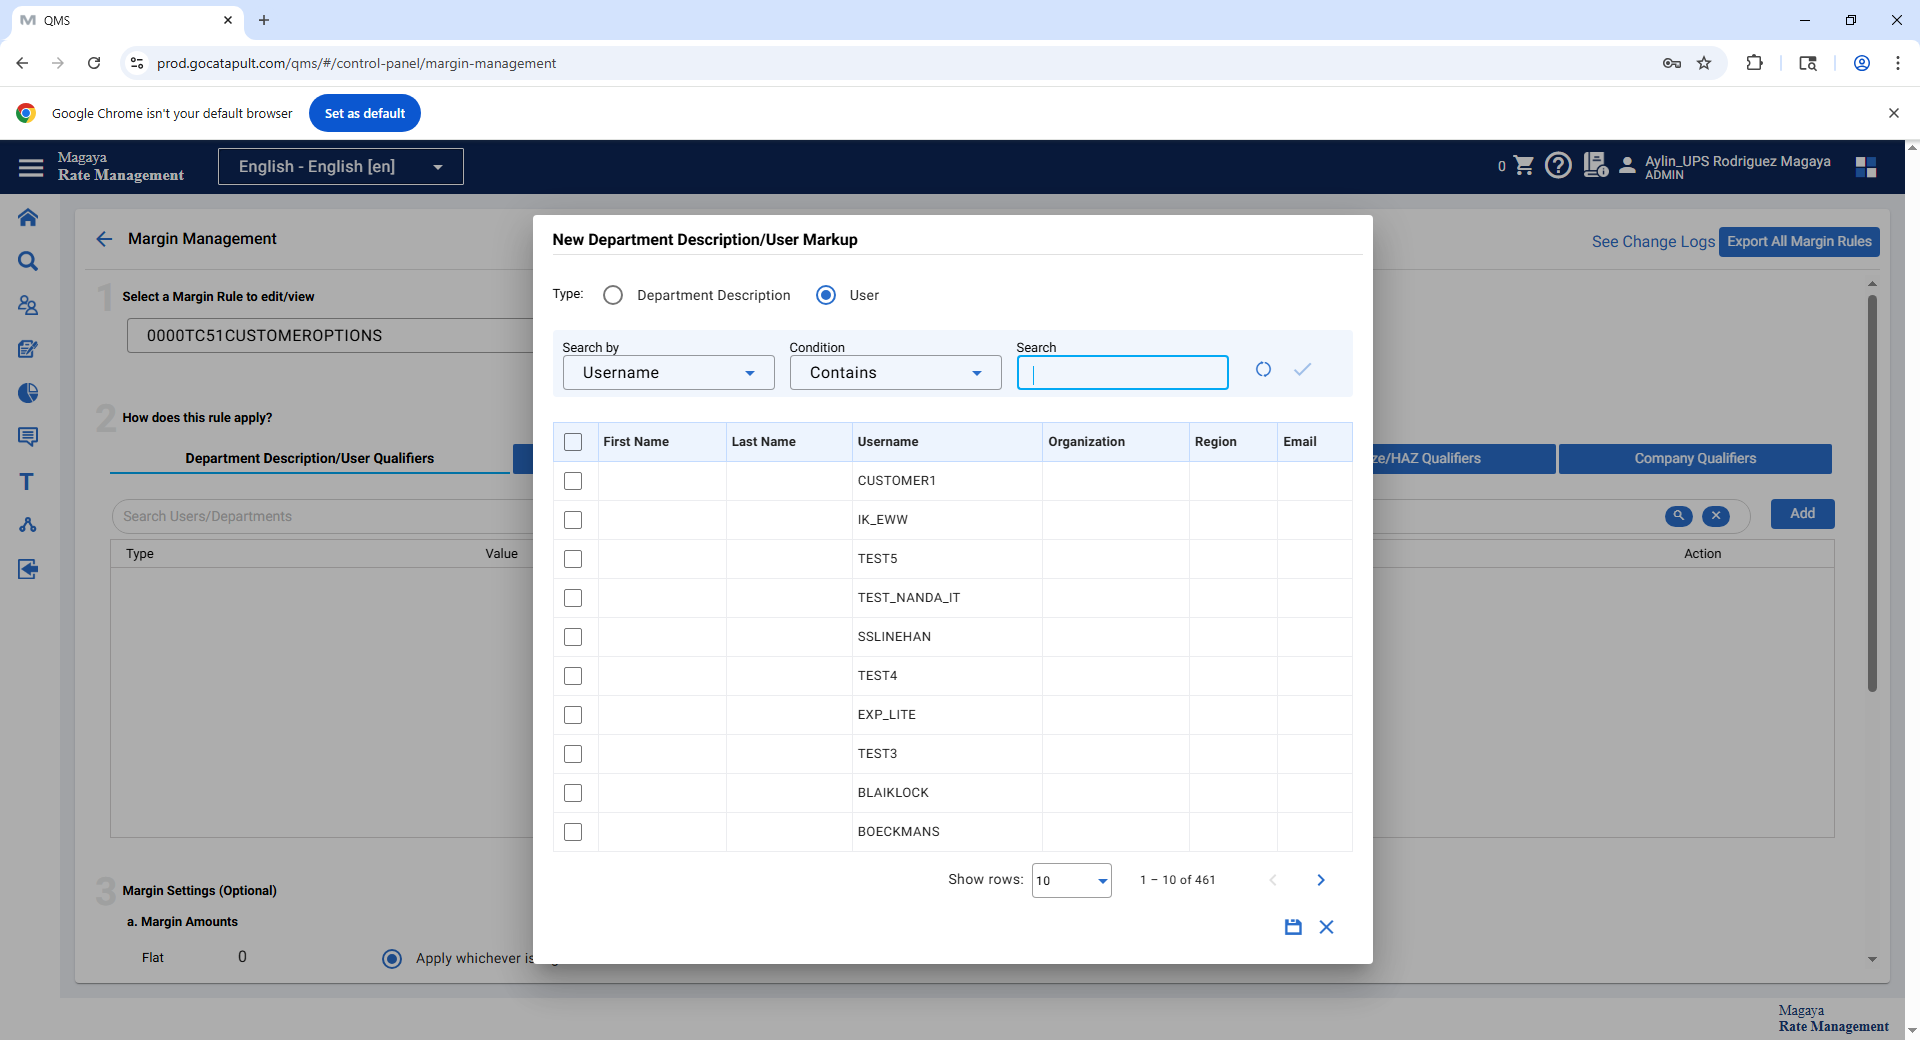 QMS
prod.gocatapult.com/qms/#/control-panel/margin-management
Google Chrome isn't your default browser
Set as default
Magaya
Rate Management
English - English [en]
0
Aylin_UPS Rodriguez Magaya
ADMIN
Margin Management
See Change Logs
Export All Margin Rules
1
Select a Margin Rule to edit/view
0000TC51CUSTOMEROPTIONS
2
How does this rule apply?
Department Description/User Qualifiers
ze/HAZ Qualifiers
Company Qualifiers
Search Users/Departments
Add
Type
Value
Action
3
Margin Settings (Optional)
a. Margin Amounts
Flat
0
Apply whichever is
New Department Description/User Markup
Type:
Department Description
User
Search by
Condition
Search
Username
Contains
First Name
Last Name
Username
Organization
Region
Email
CUSTOMER1
IK_EWW
TEST5
TEST_NANDA_IT
SSLINEHAN
TEST4
EXP_LITE
TEST3
BLAIKLOCK
BOECKMANS
Show rows:
10
1 – 10 of 461
Magaya
Rate Management